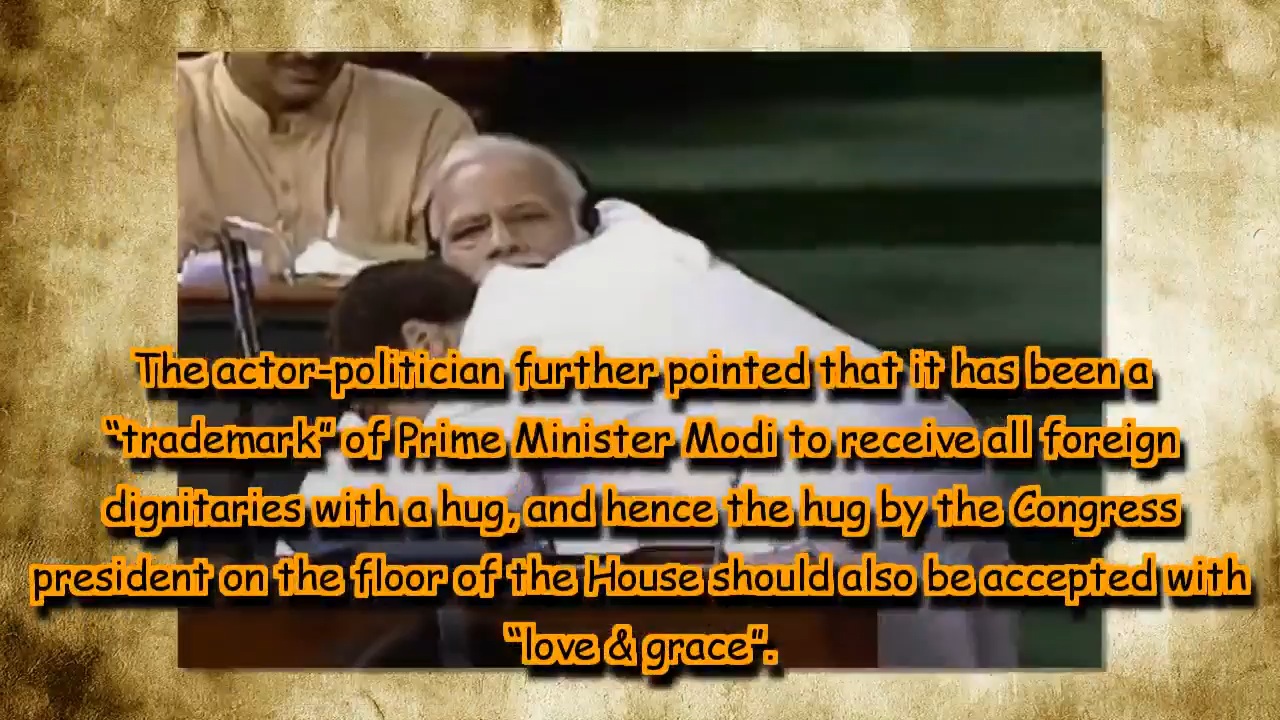 The actor-politician further pointed that it has been a
“trademark” of Prime Minister Modi to receive all foreign
dignitaries with a hug, and hence the hug by the Congress
president on the floor of the House should also be accepted with
“love & grace”.